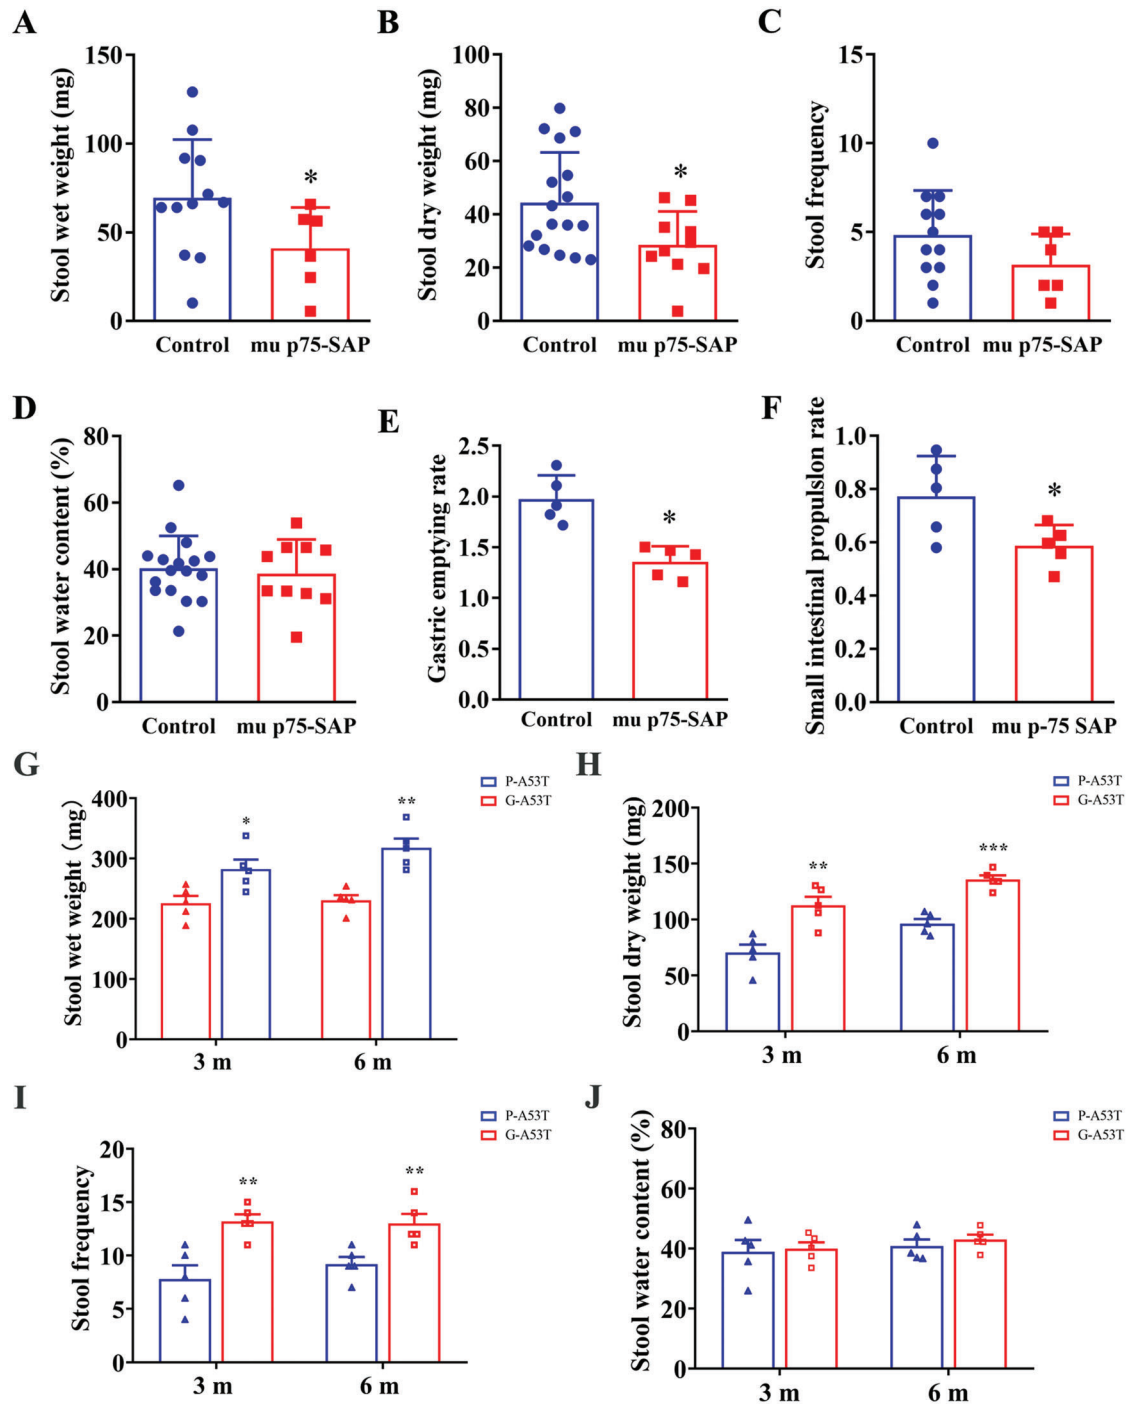 A
Stool wet weight (mg)
150
100
50
0
*
Control
mu p75-SAP
B
Stool dry weight (mg)
100
80
60
40
20
0
*
Control
mu p75-SAP
C
Stool frequency
15
10
5
0
Control
mu p75-SAP
D
Stool water content (%)
80
60
40
20
0
Control
mu p75-SAP
E
Gastric emptying rate
2.5
2.0
1.5
1.0
0.5
0.0
*
Control
mu p75-SAP
F
Small intestinal propulsion rate
1.0
0.8
0.6
0.4
0.2
0.0
*
Control
mu p-75 SAP
G
P-A53T
G-A53T
Stool wet weight (mg)
400
300
200
100
0
*
**
3 m
6 m
H
P-A53T
G-A53T
Stool dry weight (mg)
200
150
100
50
0
**
***
3 m
6 m
I
P-A53T
G-A53T
Stool frequency
20
15
10
5
0
**
**
3 m
6 m
J
P-A53T
G-A53T
Stool water content (%)
80
60
40
20
0
3 m
6 m